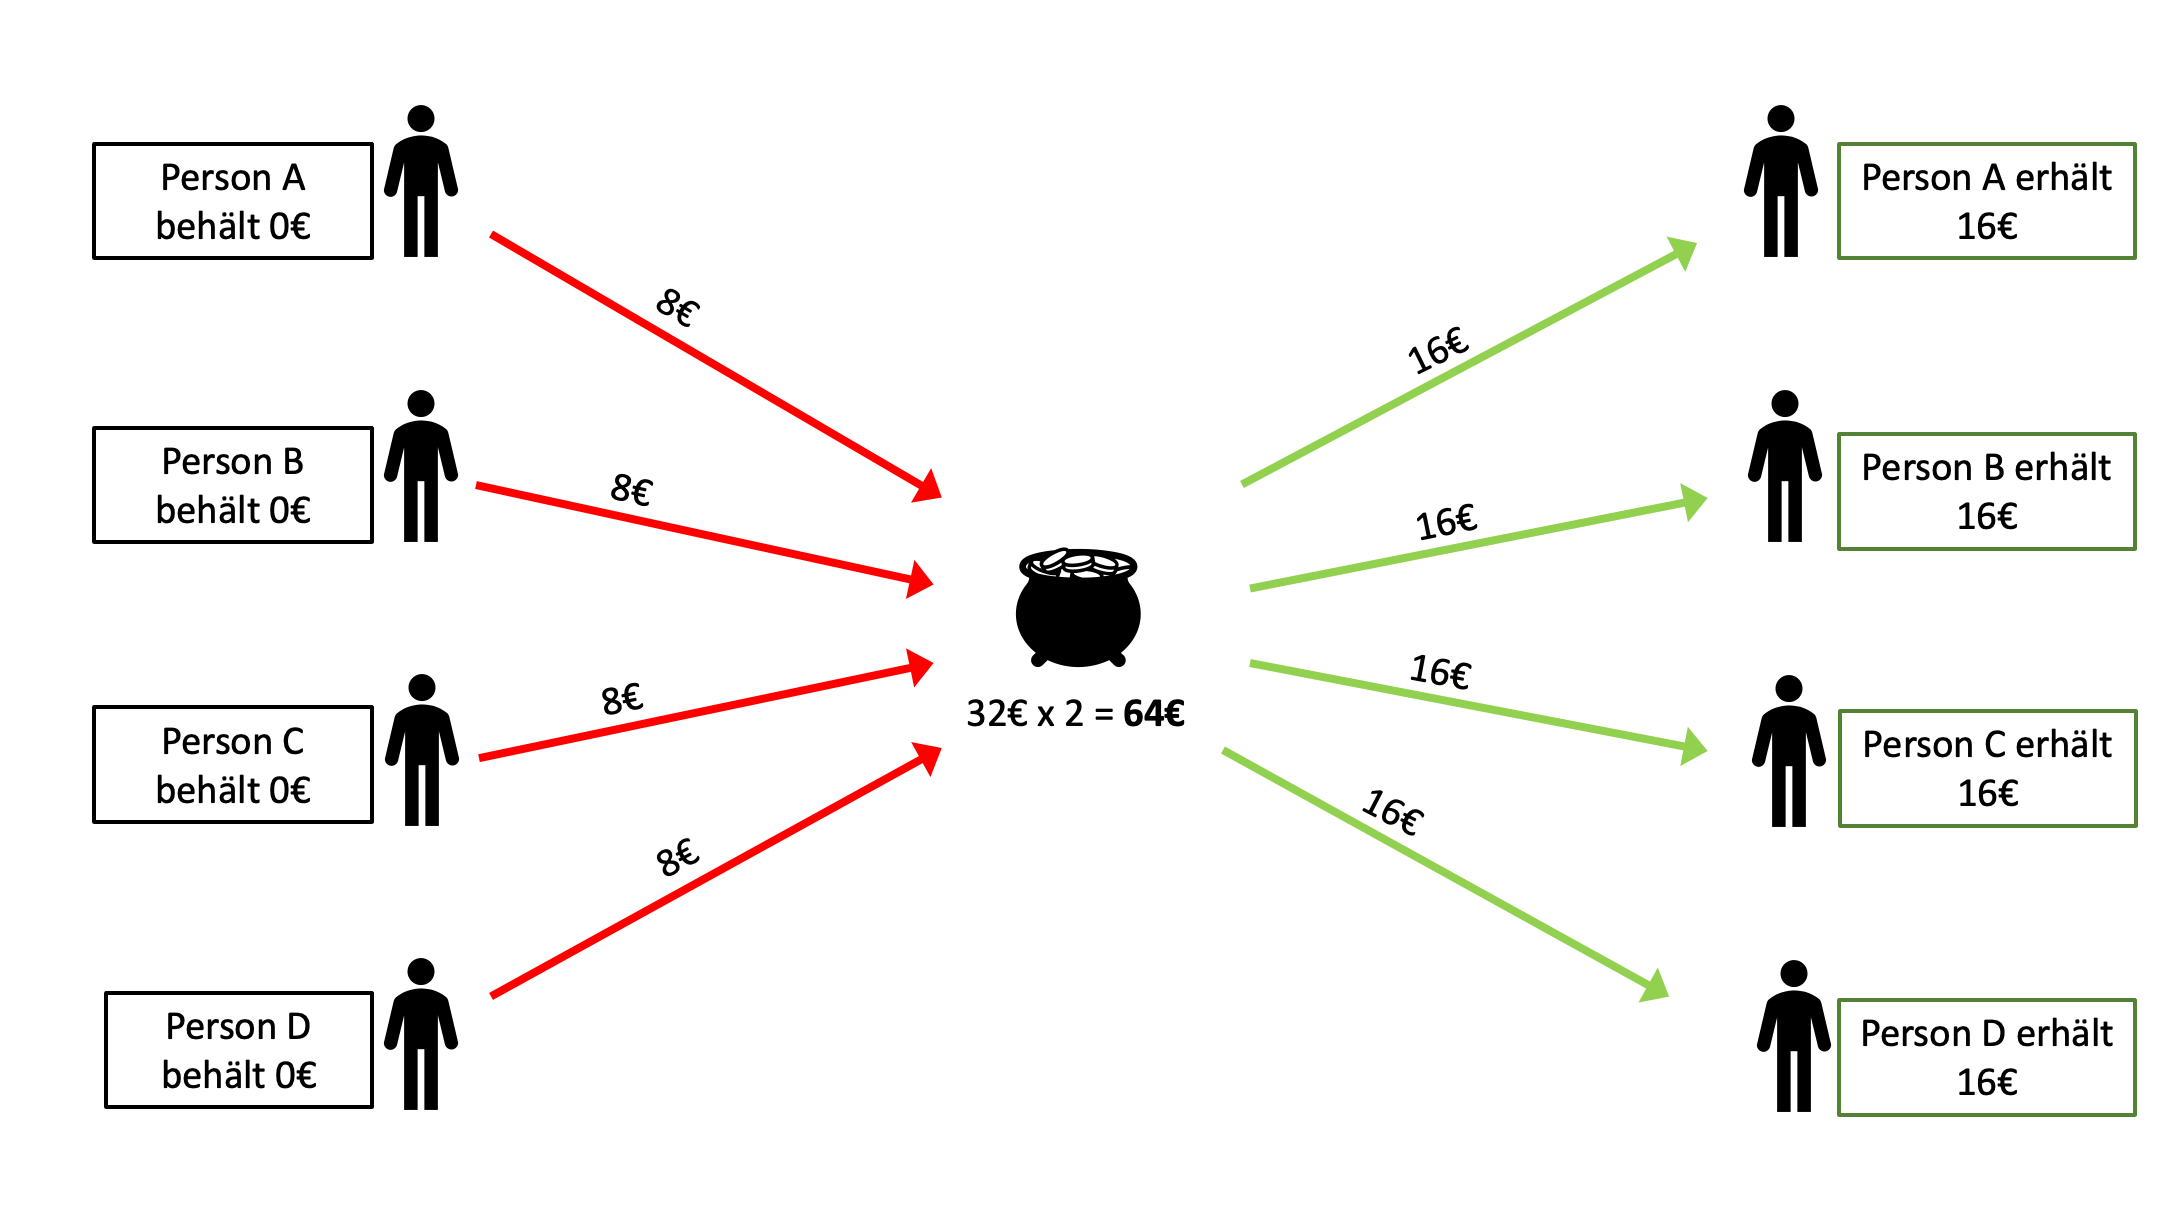 Person A
behält 0€
8€
16€
Person A erhält
16€
Person B
behält 0€
8€
16€
Person B erhält
16€
32€ x 2 = 64€
Person C
behält 0€
8€
16€
Person C erhält
16€
Person D
behält 0€
8€
16€
Person D erhält
16€